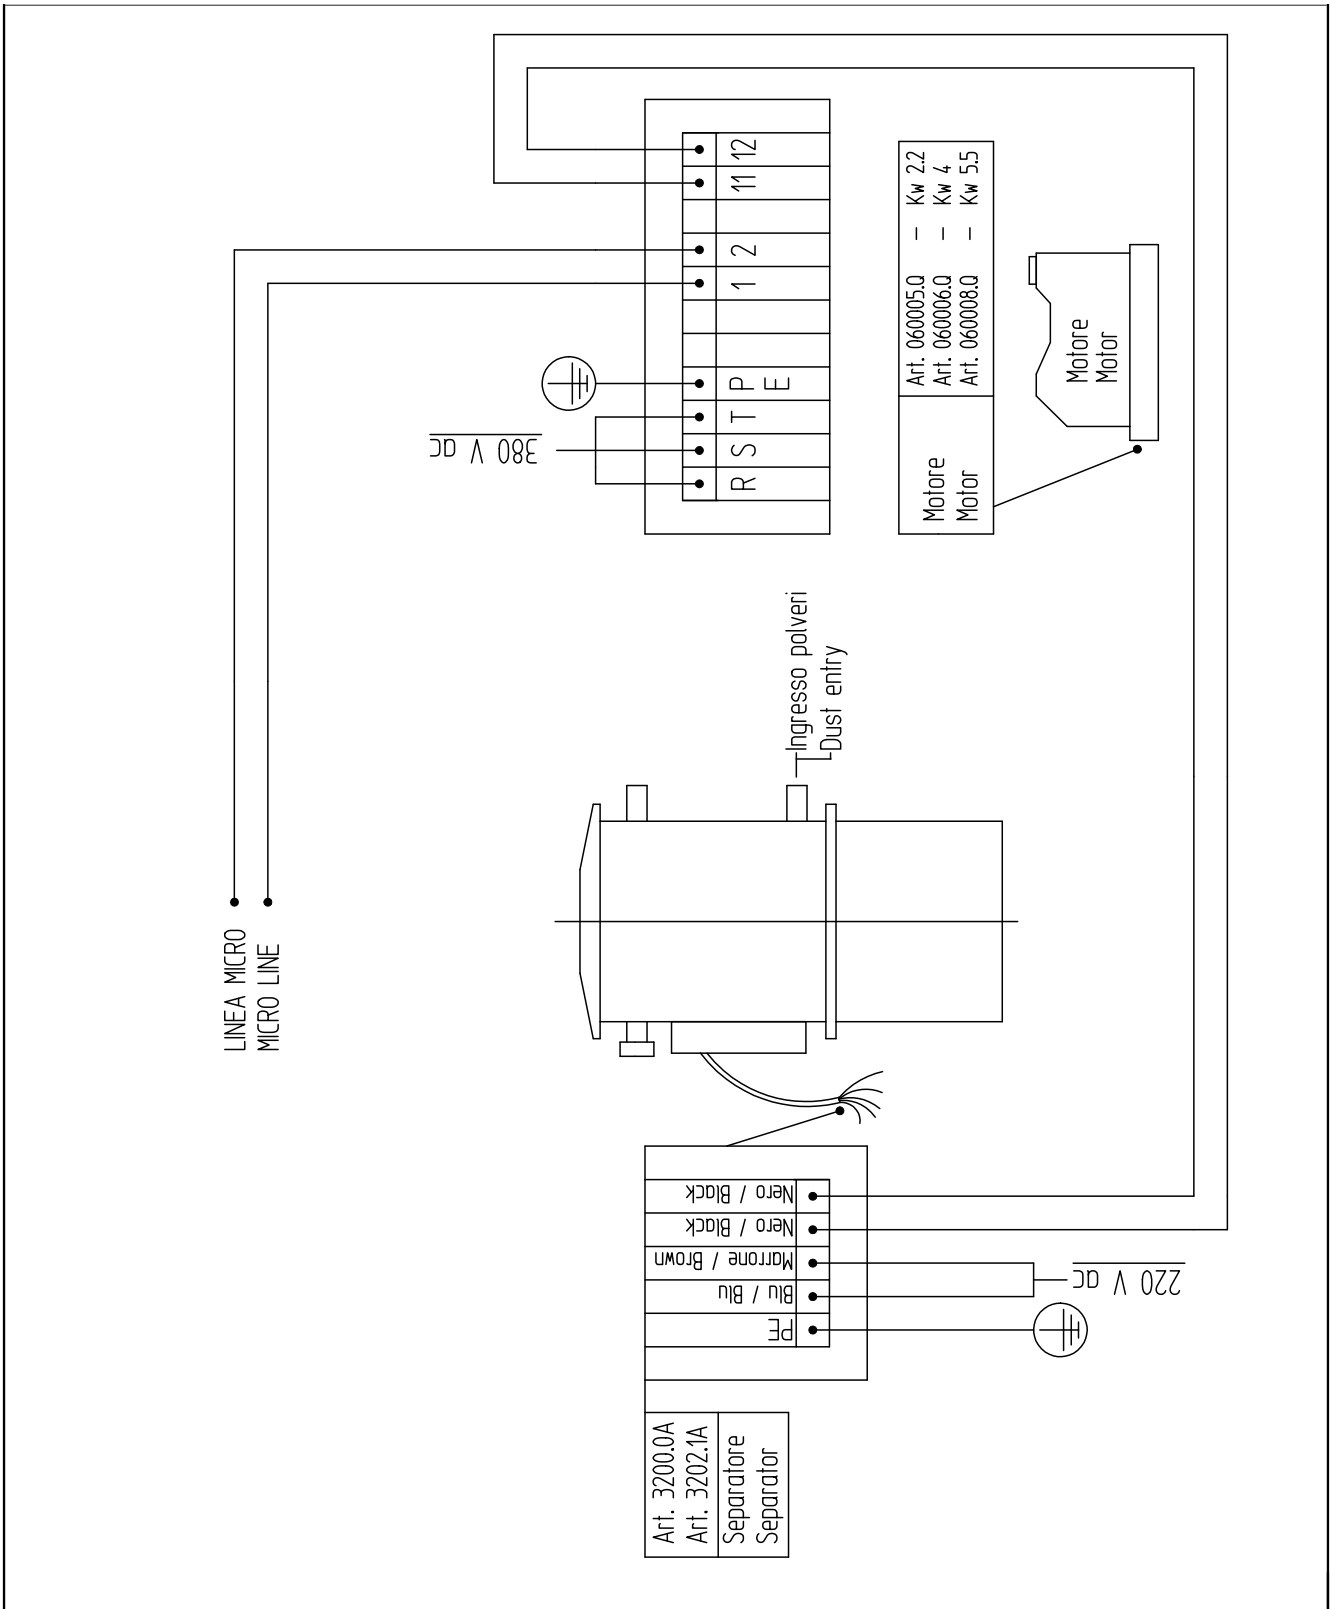 LINEA MICRO
MICRO LINE
12
11
2
1
P
E
T
S
R
380 V ac
Art. 060005.Q – Kw 2.2
Art. 060006.Q – Kw 4
Art. 060008.Q – Kw 5.5
Motore
Motor
Motore
Motor
Ingresso polveri
Dust entry
Nero / Black
Nero / Black
Marrone / Brown
Blu / Blu
PE
220 V ac
Art. 3200.0A
Art. 3202.1A
Separatore
Separator